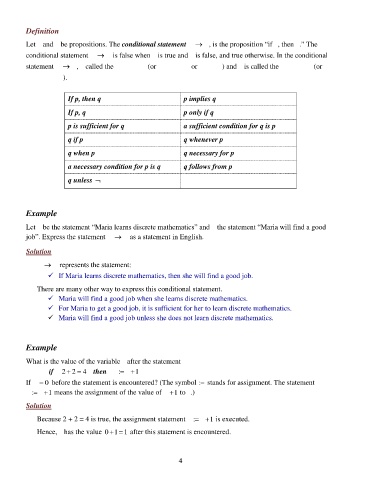 Definition
Let and be propositions. The conditional statement → , is the proposition “if , then .” The
conditional statement → is false when is true and is false, and true otherwise. In the conditional
statement → , called the (or or ) and is called the (or
).
If p, then q p implies q
If p, q p only if q
p is sufficient for q a sufficient condition for q is p
q if p q whenever p
q when p q necessary for p
a necessary condition for p is q q follows from p
q unless ¬
Example
Let be the statement “Maria learns discrete mathematics” and the statement “Maria will find a good
job”. Express the statement → as a statement in English.
Solution
→ represents the statement:
✓ If Maria learns discrete mathematics, then she will find a good job.
There are many other way to express this conditional statement.
✓ Maria will find a good job when she learns discrete mathematics.
✓ For Maria to get a good job, it is sufficient for her to learn discrete mathematics.
✓ Maria will find a good job unless she does not learn discrete mathematics.
Example
What is the value of the variable after the statement
if 2+2=4 then := +1
If =0 before the statement is encountered? (The symbol := stands for assignment. The statement
:= +1 means the assignment of the value of +1 to .)
Solution
Because 2 + 2 = 4 is true, the assignment statement := +1 is executed.
Hence, has the value 0+1=1 after this statement is encountered.
4